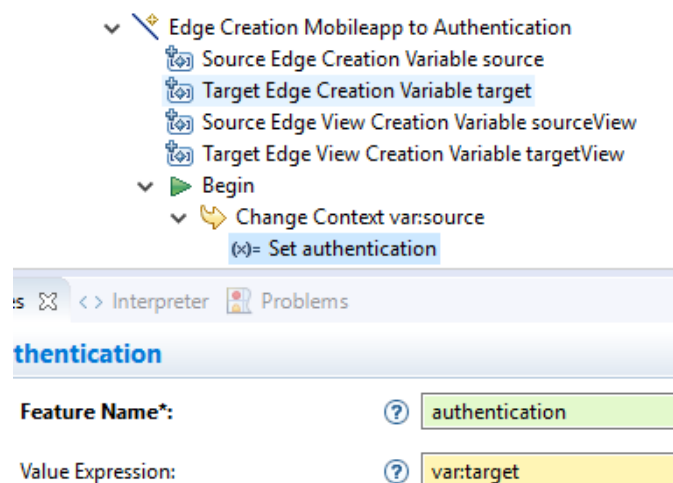 Edge Creation Mobileapp to Authentication
Source Edge Creation Variable source
Target Edge Creation Variable target
Source Edge View Creation Variable sourceView
Target Edge View Creation Variable targetView
Begin
Change Context var:source
(x)= Set authentication
es Interpreter Problems
thentication
Feature Name*: ? authentication
Value Expression: ? var:target